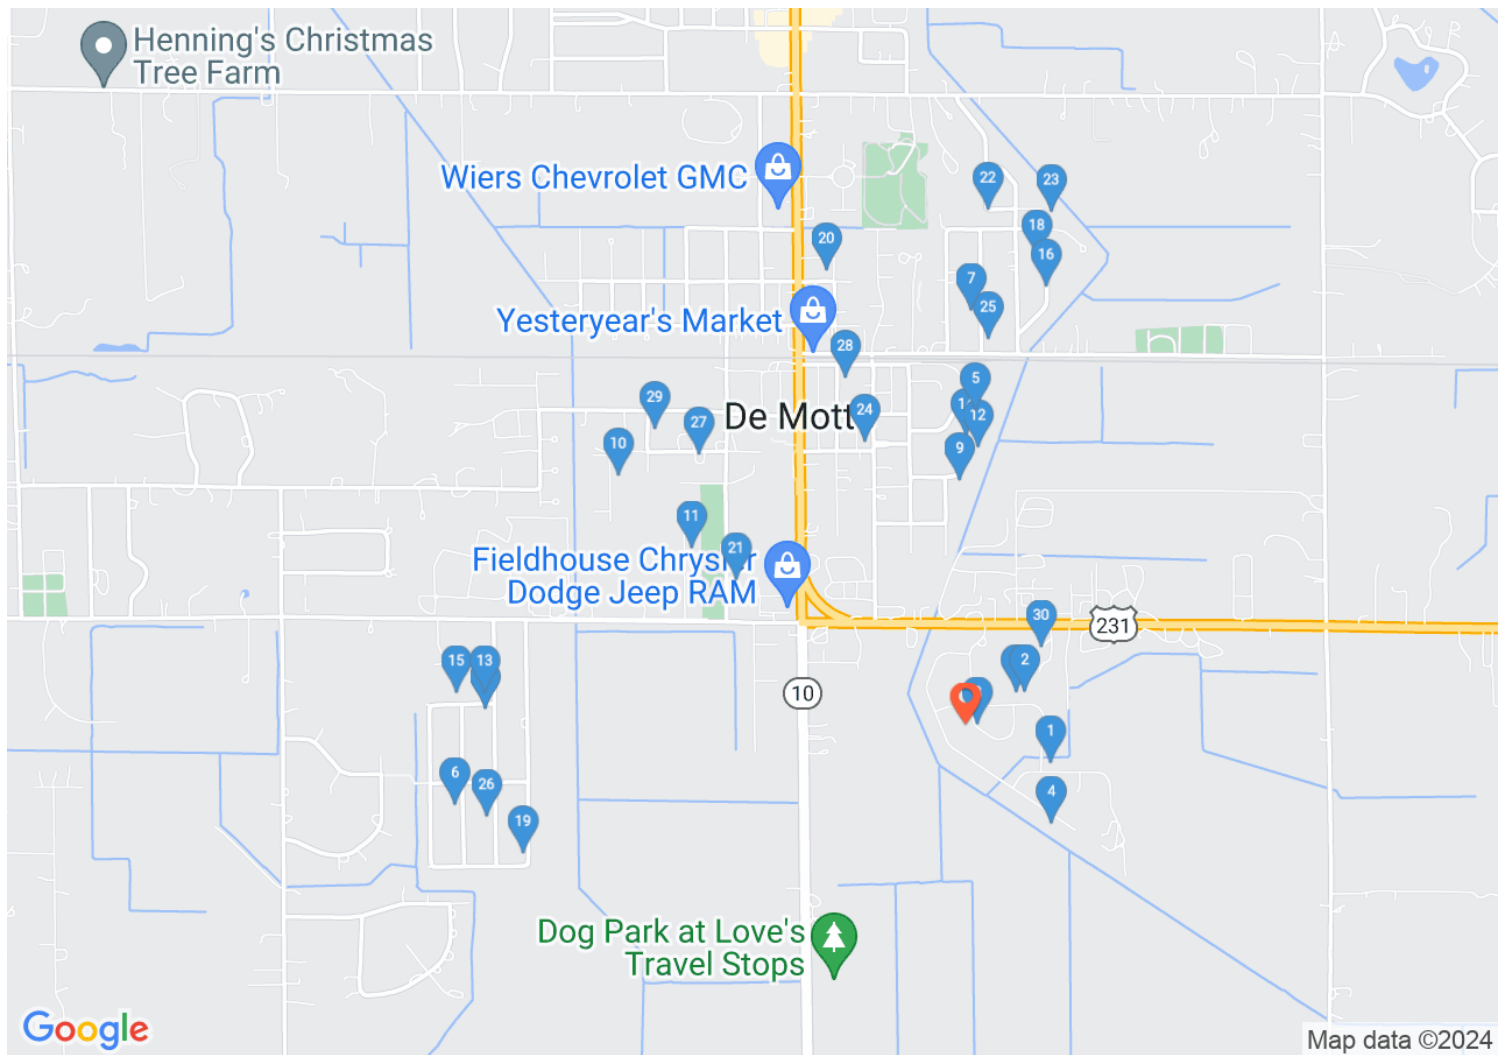 Henning's Christmas
Tree Farm
Wiers Chevrolet GMC
22
23
18
20
16
7
25
Yesteryear's Market
28
5
29
De Mott
24
12
27
10
9
11
21
Fieldhouse Chrysler
Dodge Jeep RAM
30
231
15
13
2
10
1
6
26
4
19
Dog Park at Love's
Travel Stops
Google
Map data ©2024